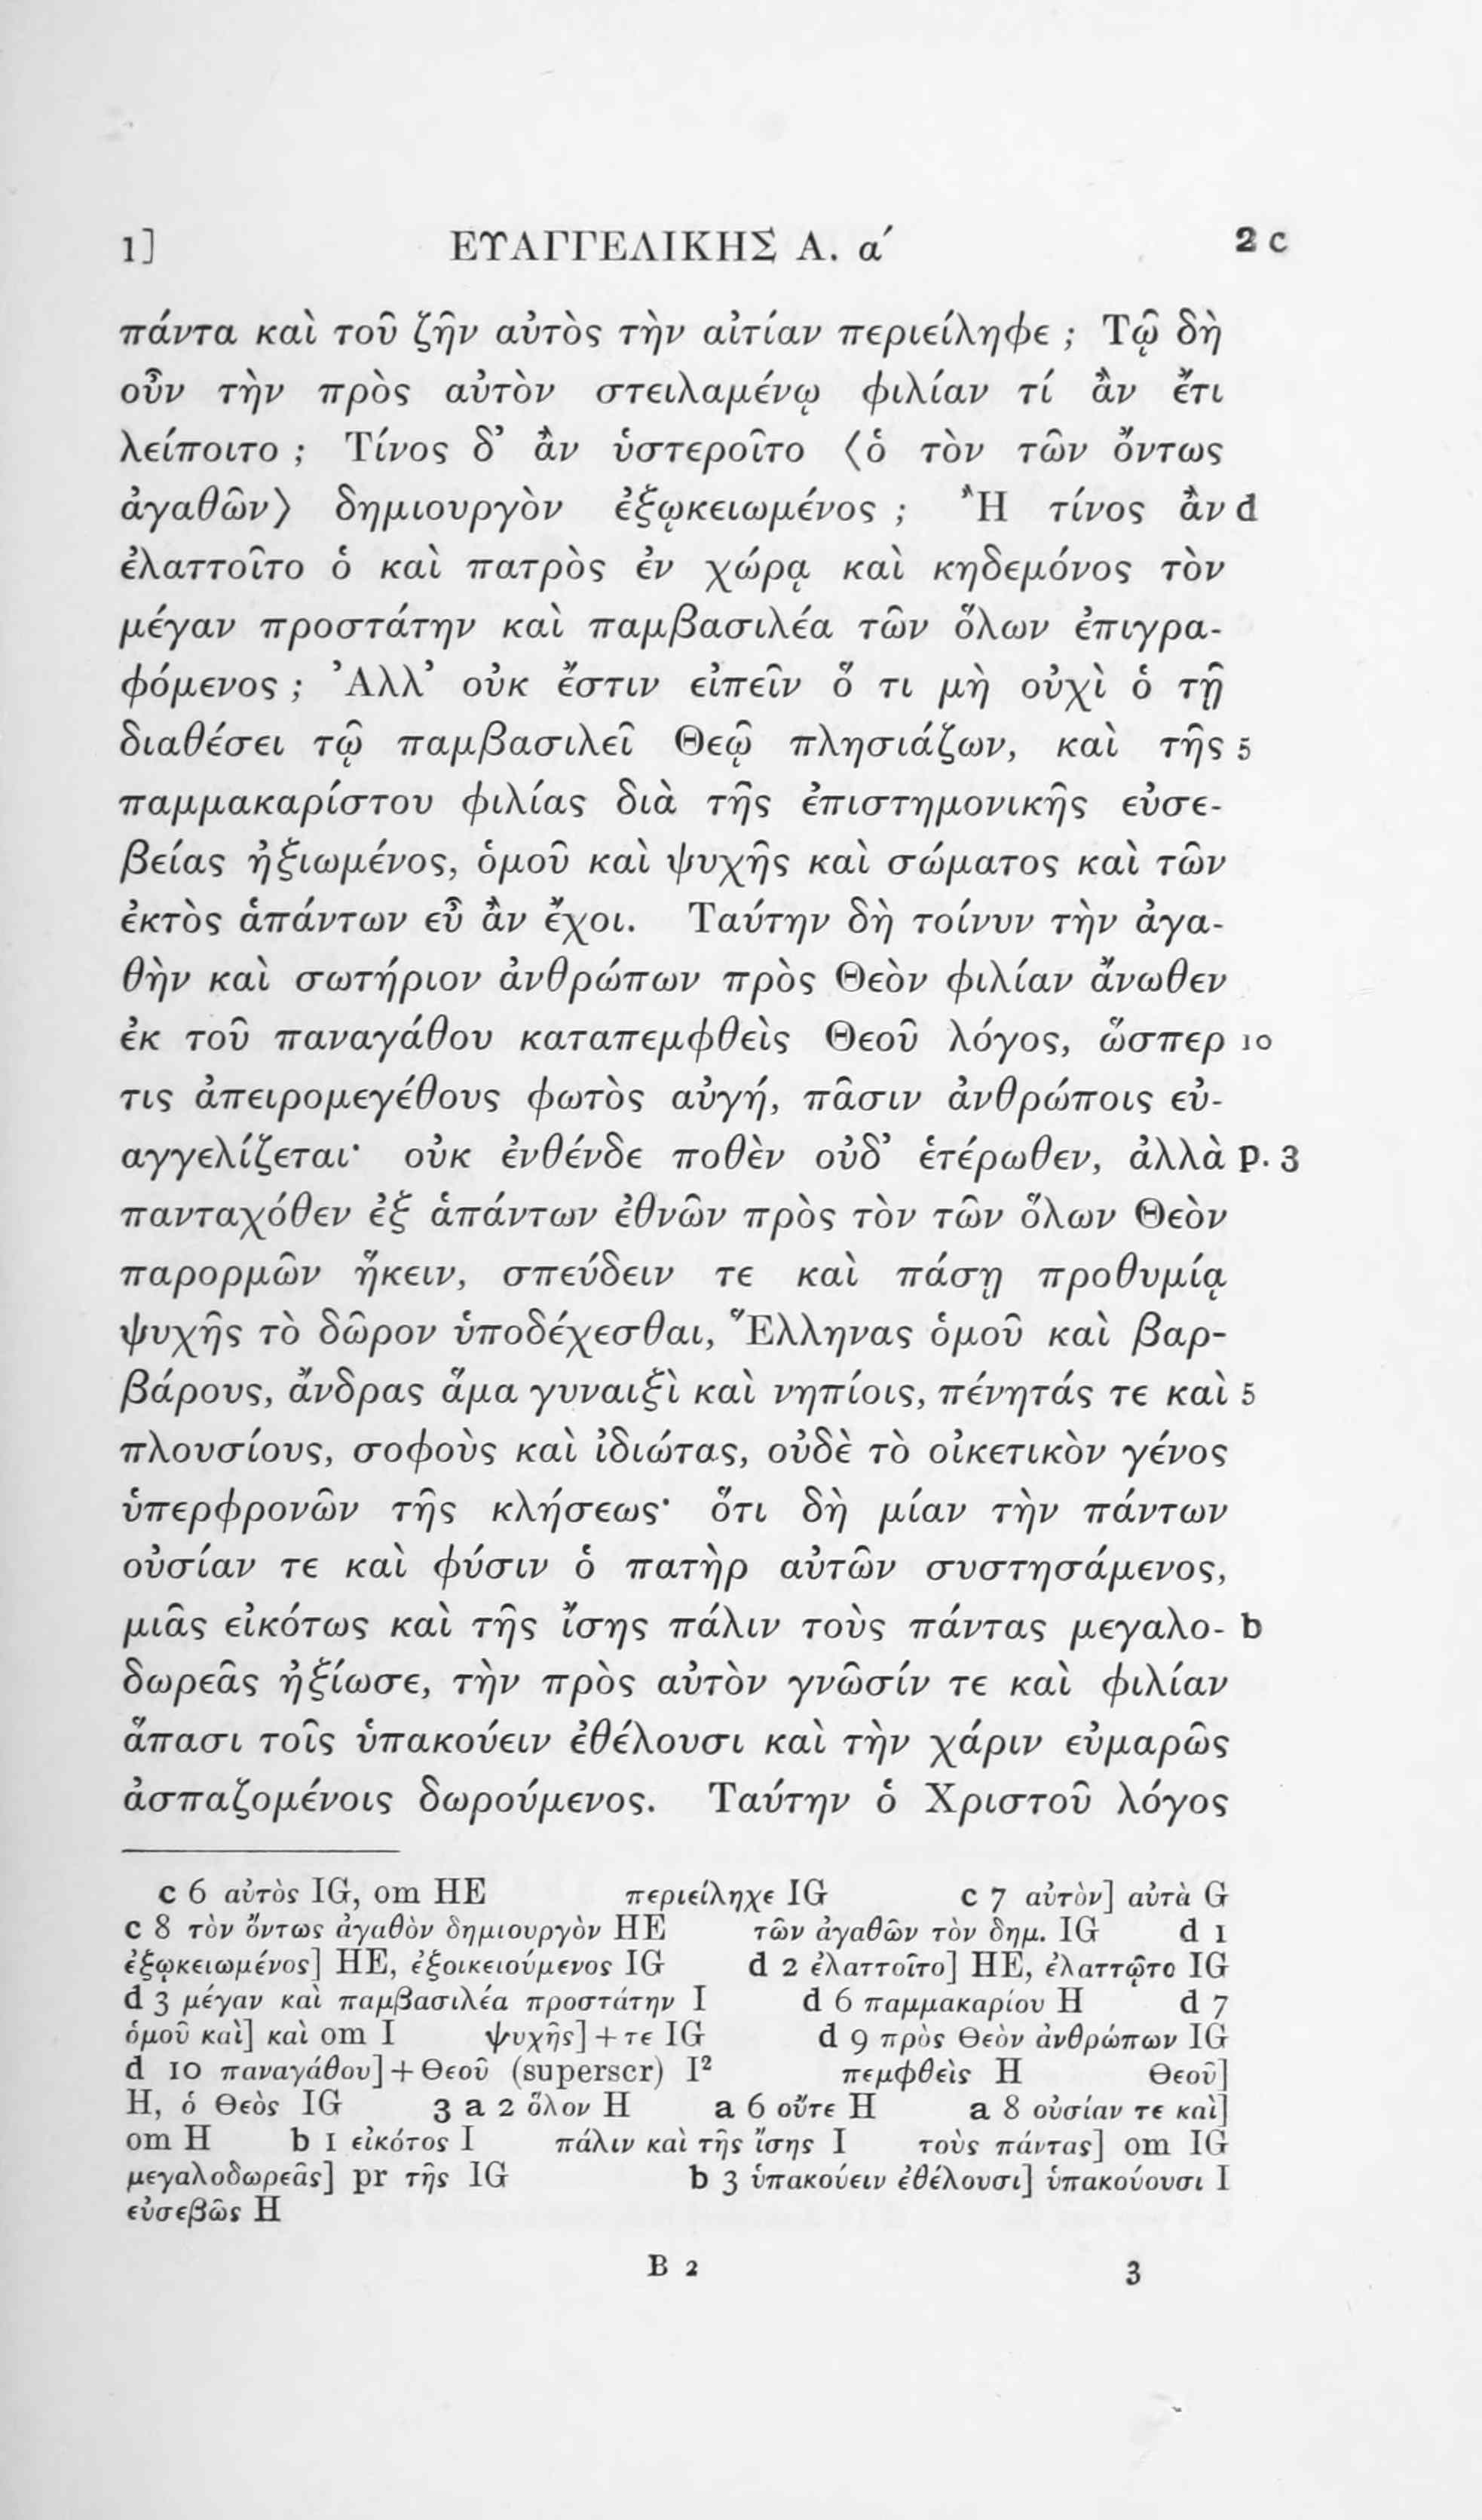 1] ΕΥΑΓΓΕΛΙΚΗΣ Α. α΄ 2 c
πάντα καὶ τοῦ ζῆν αὐτὸς τὴν αἰτίαν περιείληφε ; Τῷ δὴ
οὖν τὴν πρὸς αὐτὸν στειλαμένῳ φιλίαν τί ἂν ἔτι
λείποιτο ; Τίνος δ’ ἂν ὑστεροῖτο ⟨ὁ τὸν τῶν ὄντως
ἀγαθῶν⟩ δημιουργὸν ἐξῳκειωμένος ; Ἢ τίνος ἂν d
ἐλαττοῖτο ὁ καὶ πατρὸς ἐν χώρᾳ καὶ κηδεμόνος τὸν
μέγαν προστάτην καὶ παμβασιλέα τῶν ὅλων ἐπιγρα-
φόμενος ; Ἀλλ’ οὐκ ἔστιν εἰπεῖν ὅ τι μὴ οὐχὶ ὁ τῇ
διαθέσει τῷ παμβασιλεῖ Θεῷ πλησιάζων, καὶ τῆς 5
παμμακαρίστου φιλίας διὰ τῆς ἐπιστημονικῆς εὐσε-
βείας ἠξιωμένος, ὁμοῦ καὶ ψυχῆς καὶ σώματος καὶ τῶν
ἐκτὸς ἁπάντων εὖ ἂν ἔχοι. Ταύτην δὴ τοίνυν τὴν ἀγα-
θὴν καὶ σωτήριον ἀνθρώπων πρὸς Θεὸν φιλίαν ἄνωθεν
ἐκ τοῦ παναγάθου καταπεμφθεὶς Θεοῦ λόγος, ὥσπερ 10
τις ἀπειρομεγέθους φωτὸς αὐγή, πᾶσιν ἀνθρώποις εὐ-
αγγελίζεται· οὐκ ἐνθένδε ποθὲν οὐδ’ ἑτέρωθεν, ἀλλὰ p. 3
πανταχόθεν ἐξ ἁπάντων ἐθνῶν πρὸς τὸν τῶν ὅλων Θεὸν
παρορμῶν ἥκειν, σπεύδειν τε καὶ πάσῃ προθυμίᾳ
ψυχῆς τὸ δῶρον ὑποδέχεσθαι, Ἕλληνας ὁμοῦ καὶ βαρ-
βάρους, ἄνδρας ἅμα γυναιξὶ καὶ νηπίοις, πένητάς τε καὶ 5
πλουσίους, σοφοὺς καὶ ἰδιώτας, οὐδὲ τὸ οἰκετικὸν γένος
ὑπερφρονῶν τῆς κλήσεως· ὅτι δὴ μίαν τὴν πάντων
οὐσίαν τε καὶ φύσιν ὁ πατὴρ αὐτῶν συστησάμενος,
μιᾶς εἰκότως καὶ τῆς ἴσης πάλιν τοὺς πάντας μεγαλο- b
δωρεᾶς ἠξίωσε, τὴν πρὸς αὐτὸν γνῶσίν τε καὶ φιλίαν
ἅπασι τοῖς ὑπακούειν ἐθέλουσι καὶ τὴν χάριν εὐμαρῶς
ἀσπαζομένοις δωρούμενος. Ταύτην ὁ Χριστοῦ λόγος
c 6 αὐτὸς IG, om HE περιείληχε IG c 7 αὐτὸν] αὐτὰ G
c 8 τὸν ὄντως ἀγαθὸν δημιουργὸν HE τῶν ἀγαθῶν τὸν δημ. IG d 1
ἐξῳκειωμένος] HE, ἐξοικειούμενος IG d 2 ἐλαττοῖτο] HE, ἐλαττῷτο IG
d 3 μέγαν καὶ παμβασιλέα προστάτην I d 6 παμμακαρίου H d 7
ὁμοῦ καὶ] καὶ om I ψυχῆς] + τε IG d 9 πρὸς Θεὸν ἀνθρώπων IG
d 10 παναγάθου] + Θεοῦ (superscr) I² πεμφθεὶς H Θεοῦ]
H, ὁ Θεὸς IG 3 a 2 ὅλον H a 6 οὔτε H a 8 οὐσίαν τε καὶ]
om H b 1 εἰκότος I πάλιν καὶ τῆς ἴσης I τοὺς πάντας] om IG
μεγαλοδωρεᾶς] pr τῆς IG b 3 ὑπακούειν ἐθέλουσι] ὑπακούουσι I
εὐσεβῶς H
B 2 3